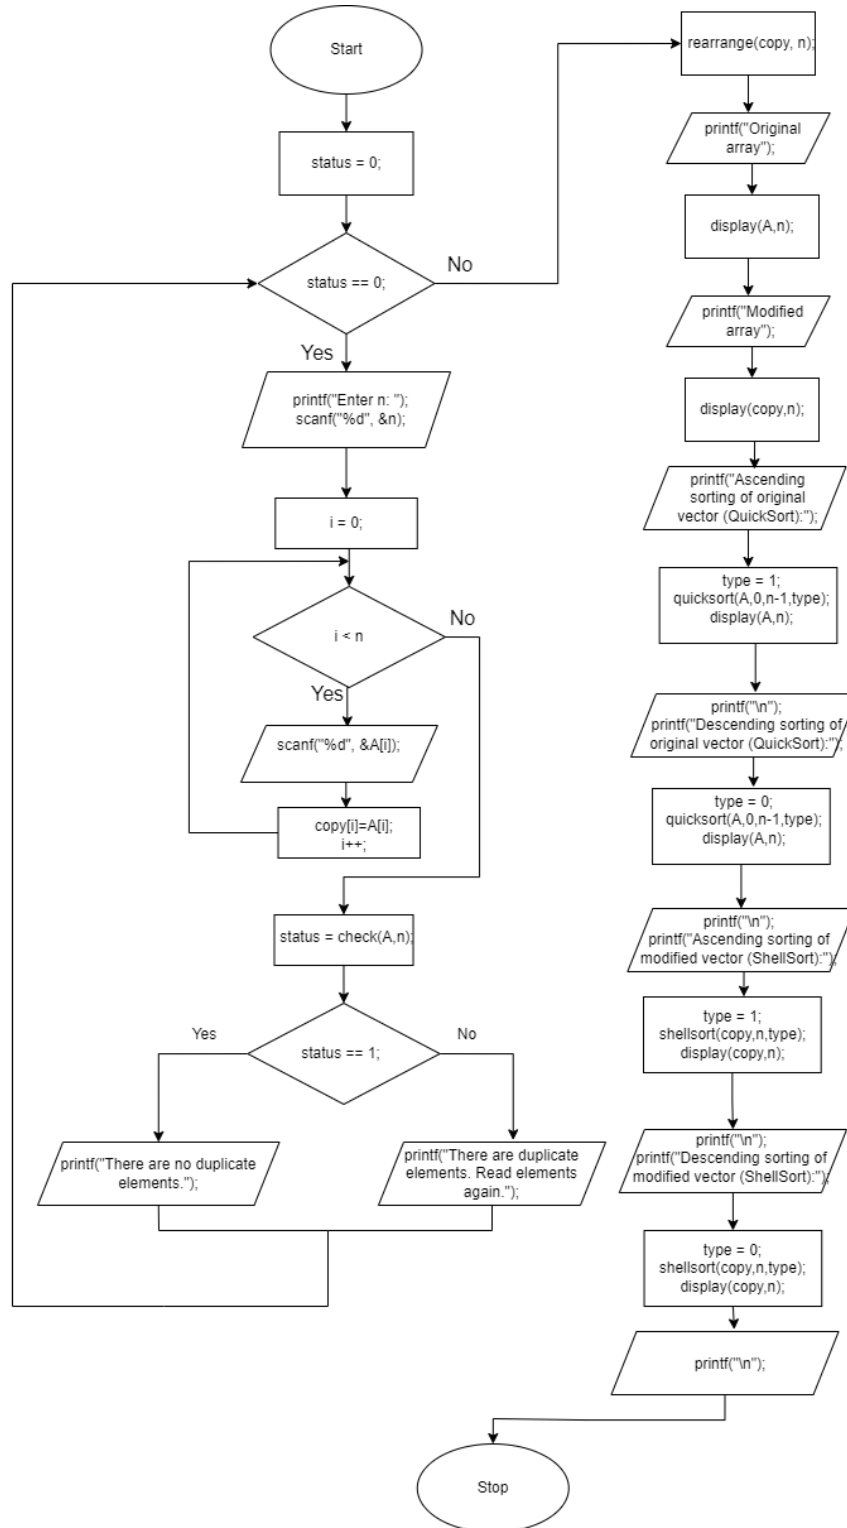 Start
status = 0;
status == 0;
No
Yes
printf("Enter n: ");
scanf("%d", &n);
i = 0;
i < n
No
Yes
scanf("%d", &A[i]);
copy[i]=A[i];
i++;
status = check(A,n);
status == 1;
Yes
No
printf("There are no duplicate
elements.");
printf("There are duplicate
elements. Read elements
again.");
rearrange(copy, n);
printf("Original
array");
display(A,n);
printf("Modified
array");
display(copy,n);
printf("Ascending
sorting of original
vector (QuickSort):");
type = 1;
quicksort(A,0,n-1,type);
display(A,n);
printf("\n");
printf("Descending sorting of
original vector (QuickSort):");
type = 0;
quicksort(A,0,n-1,type);
display(A,n);
printf("\n");
printf("Ascending sorting of
modified vector (ShellSort):");
type = 1;
shellsort(copy,n,type);
display(copy,n);
printf("\n");
printf("Descending sorting of
modified vector (ShellSort):");
type = 0;
shellsort(copy,n,type);
display(copy,n);
printf("\n");
Stop